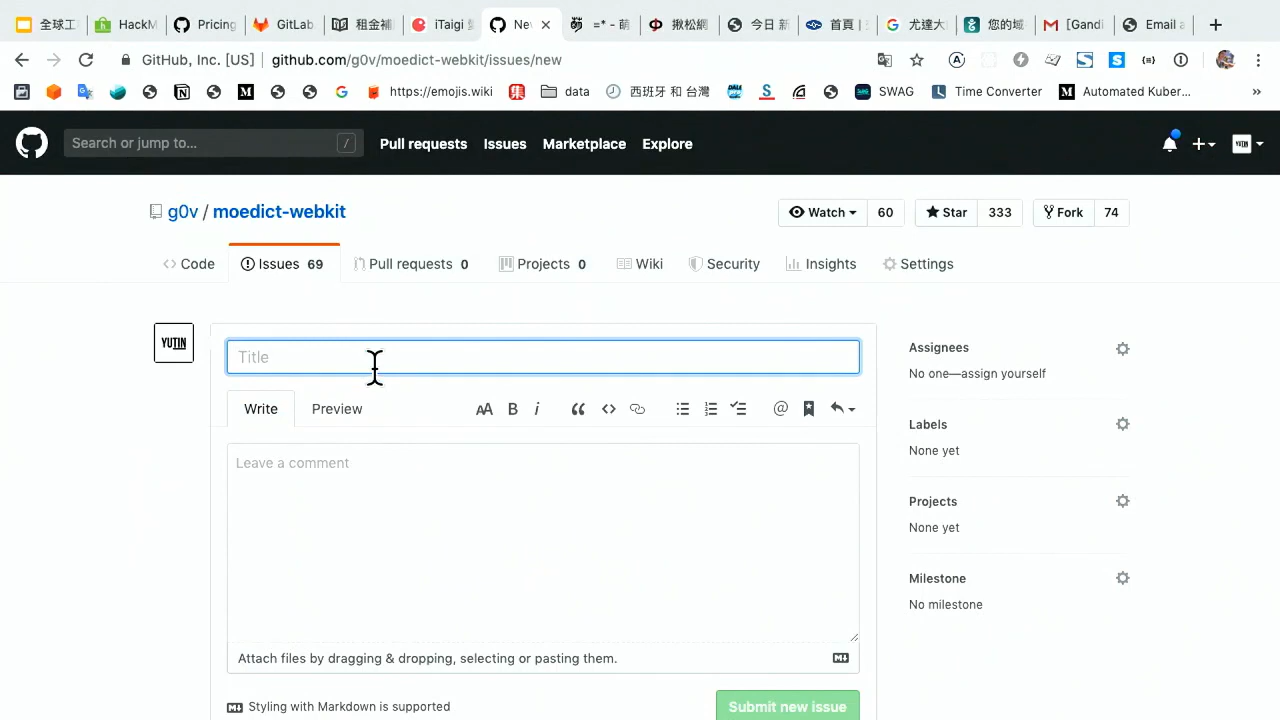 全球工
HackM
Pricing
GitLab
租金補
iTaigi
Ne
=* - 萌
揪松網
今日 新
首頁 |
尤達大
您的域
[Gandi
Email a
GitHub, Inc. [US]
github.com/g0v/moedict-webkit/issues/new
https://emojis.wiki
集
data
西班牙 和 台灣
SWAG
Time Converter
Automated Kuber...
»
Search or jump to...
/
Pull requests
Issues
Marketplace
Explore
YUTIN
g0v / moedict-webkit
Watch
60
Star
333
Fork
74
Code
Issues 69
Pull requests 0
Projects 0
Wiki
Security
Insights
Settings
YUTIN
Title
Write
Preview
AA B i
Leave a comment
Attach files by dragging & dropping, selecting or pasting them.
Styling with Markdown is supported
Submit new issue
Assignees
No one—assign yourself
Labels
None yet
Projects
None yet
Milestone
No milestone